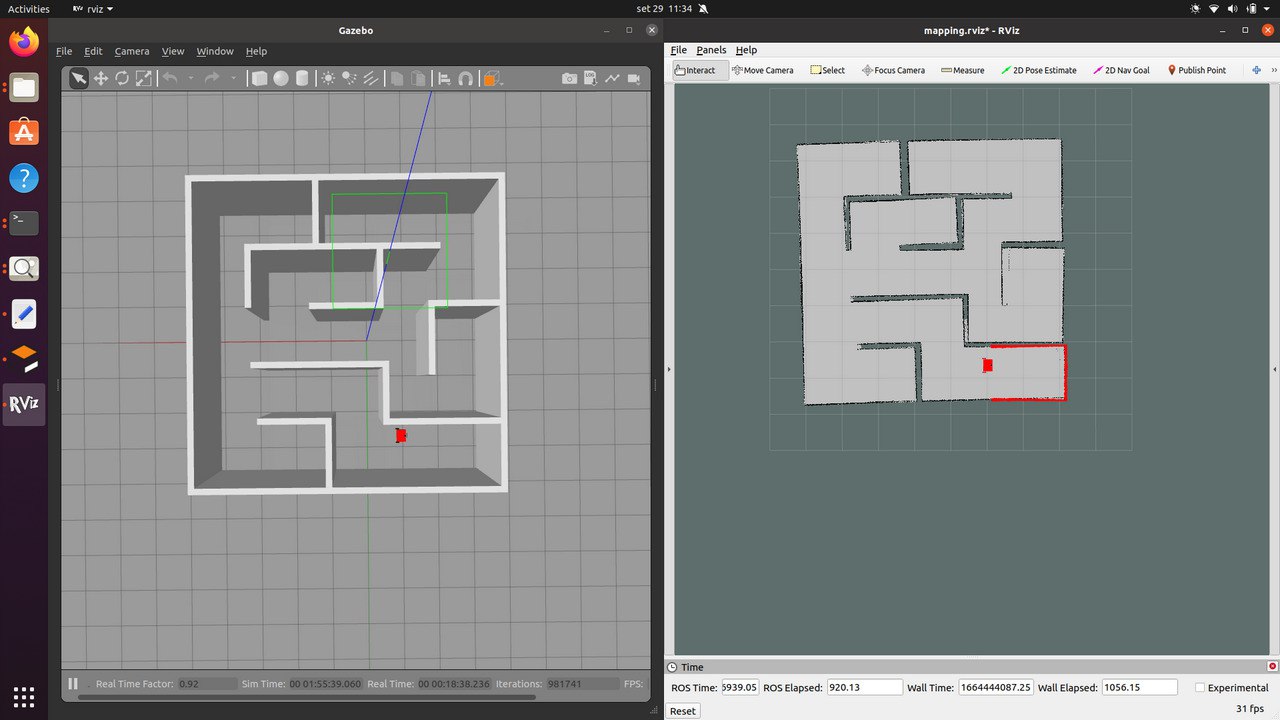 Activities RViz rviz set 29 11:34
Gazebo
File Edit Camera View Window Help
LOG
Real Time Factor: 0.92 Sim Time: 00 01:55:39.060 Real Time: 00 00:18:38.236 Iterations: 981741 FPS:
mapping.rviz* - RViz
File Panels Help
Interact Move Camera Select Focus Camera Measure 2D Pose Estimate 2D Nav Goal Publish Point
RViz
Time
ROS Time: 5939.05 ROS Elapsed: 920.13 Wall Time: 1664444087.25 Wall Elapsed: 1056.15 Experimental
Reset 31 fps